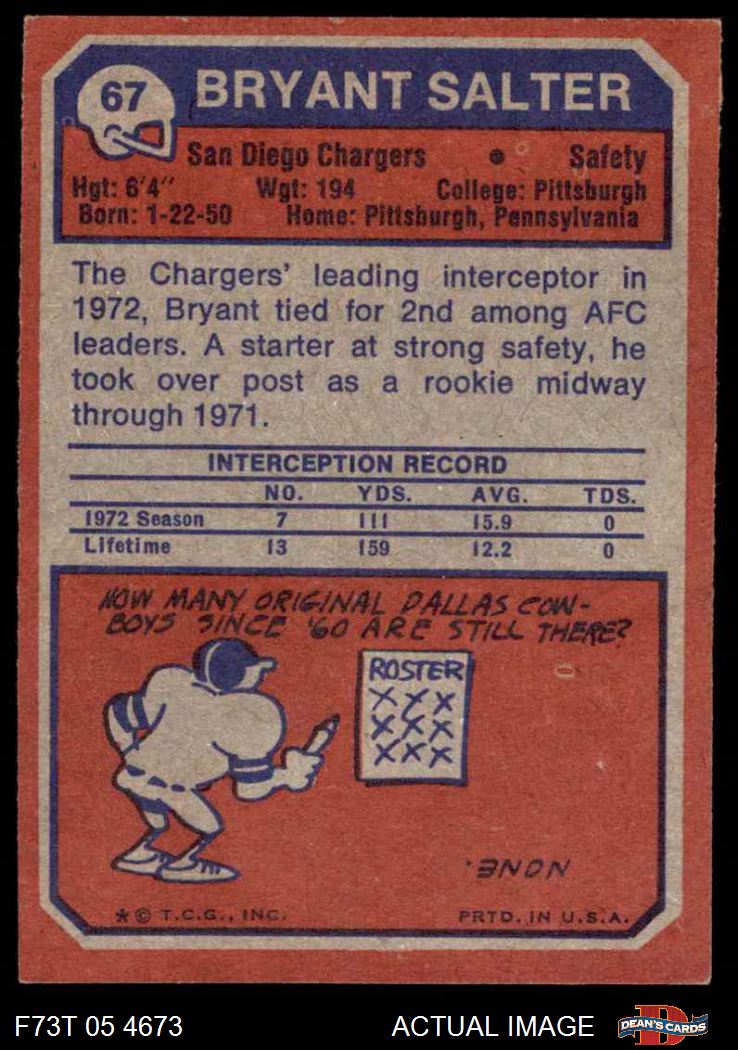 67
BRYANT SALTER
San Diego Chargers • Safety
Hgt: 6'4" Wgt: 194 College: Pittsburgh
Born: 1-22-50 Home: Pittsburgh, Pennsylvania
The Chargers' leading interceptor in
1972, Bryant tied for 2nd among AFC
leaders. A starter at strong safety, he
took over post as a rookie midway
through 1971.
INTERCEPTION RECORD
NO. YDS. AVG. TDS.
1972 Season 7 111 15.9 0
Lifetime 13 159 12.2 0
HOW MANY ORIGINAL DALLAS COW-
BOYS SINCE '60 ARE STILL THERE?
ROSTER
XXX
XXX
XXX
NONE.
* © T.C.G., INC. PRTD. IN U.S.A.
F73T 05 4673 ACTUAL IMAGE
D
DEAN'S CARDS